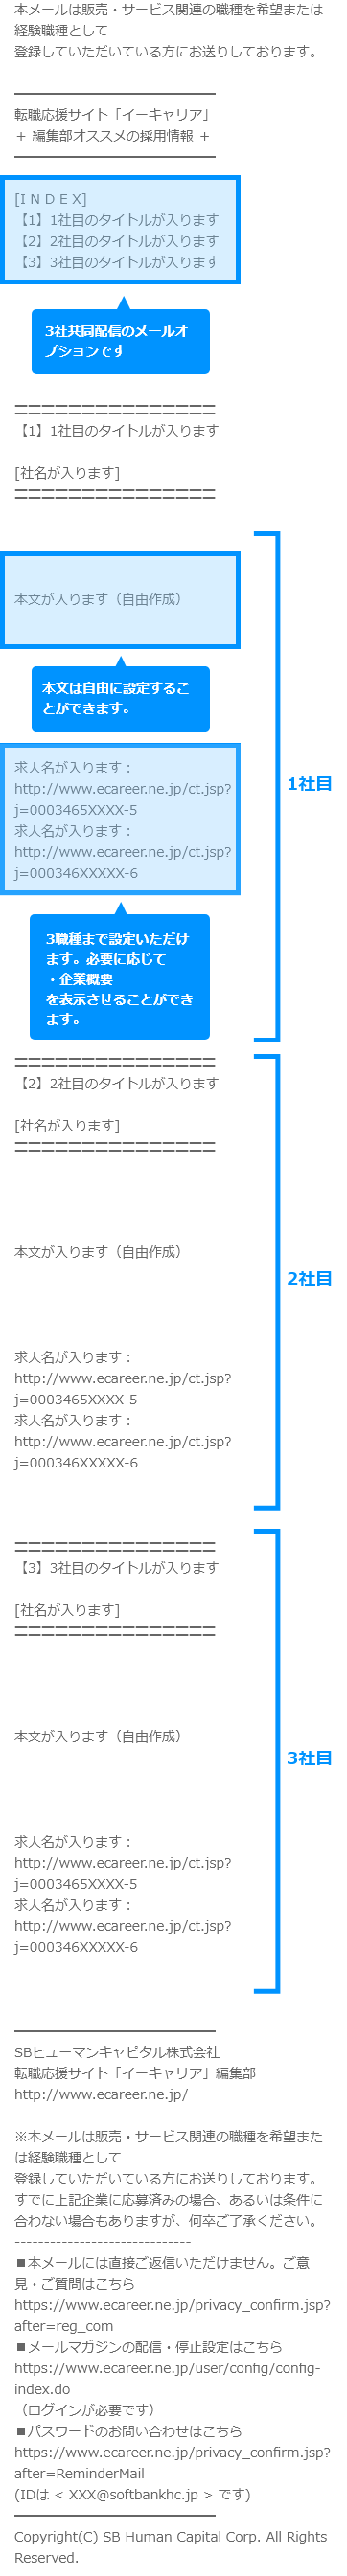 本メールは販売・サービス関連の職種を希望または
経験職種として
登録していただいている方にお送りしております。
転職応援サイト「イーキャリア」
＋ 編集部オススメの採用情報 ＋
[ＩＮＤＥＸ]
【1】1社目のタイトルが入ります
【2】2社目のタイトルが入ります
【3】3社目のタイトルが入ります
3社共同配信のメールオ
プションです
〓〓〓〓〓〓〓〓〓〓〓〓〓〓〓
【1】1社目のタイトルが入ります
[社名が入ります]
〓〓〓〓〓〓〓〓〓〓〓〓〓〓〓
本文が入ります（自由作成）
本文は自由に設定するこ
とができます。
求人名が入ります：
http://www.ecareer.ne.jp/ct.jsp?
j=0003465XXXX-5
求人名が入ります：
http://www.ecareer.ne.jp/ct.jsp?
j=000346XXXXX-6
1社目
3職種まで設定いただけ
ます。必要に応じて
・企業概要
を表示させることができ
ます。
〓〓〓〓〓〓〓〓〓〓〓〓〓〓〓
【2】2社目のタイトルが入ります
[社名が入ります]
〓〓〓〓〓〓〓〓〓〓〓〓〓〓〓
本文が入ります（自由作成）
2社目
求人名が入ります：
http://www.ecareer.ne.jp/ct.jsp?
j=0003465XXXX-5
求人名が入ります：
http://www.ecareer.ne.jp/ct.jsp?
j=000346XXXXX-6
〓〓〓〓〓〓〓〓〓〓〓〓〓〓〓
【3】3社目のタイトルが入ります
[社名が入ります]
〓〓〓〓〓〓〓〓〓〓〓〓〓〓〓
本文が入ります（自由作成）
3社目
求人名が入ります：
http://www.ecareer.ne.jp/ct.jsp?
j=0003465XXXX-5
求人名が入ります：
http://www.ecareer.ne.jp/ct.jsp?
j=000346XXXXX-6
SBヒューマンキャピタル株式会社
転職応援サイト「イーキャリア」編集部
http://www.ecareer.ne.jp/
※本メールは販売・サービス関連の職種を希望また
は経験職種として
登録していただいている方にお送りしております。
すでに上記企業に応募済みの場合、あるいは条件に
合わない場合もありますが、何卒ご了承ください。
------------------------------
■本メールには直接ご返信いただけません。ご意
見・ご質問はこちら
https://www.ecareer.ne.jp/privacy_confirm.jsp?
after=reg_com
■メールマガジンの配信・停止設定はこちら
https://www.ecareer.ne.jp/user/config/config-
index.do
（ログインが必要です）
■パスワードのお問い合わせはこちら
https://www.ecareer.ne.jp/privacy_confirm.jsp?
after=ReminderMail
(IDは < XXX@softbankhc.jp > です)
Copyright(C) SB Human Capital Corp. All Rights
Reserved.